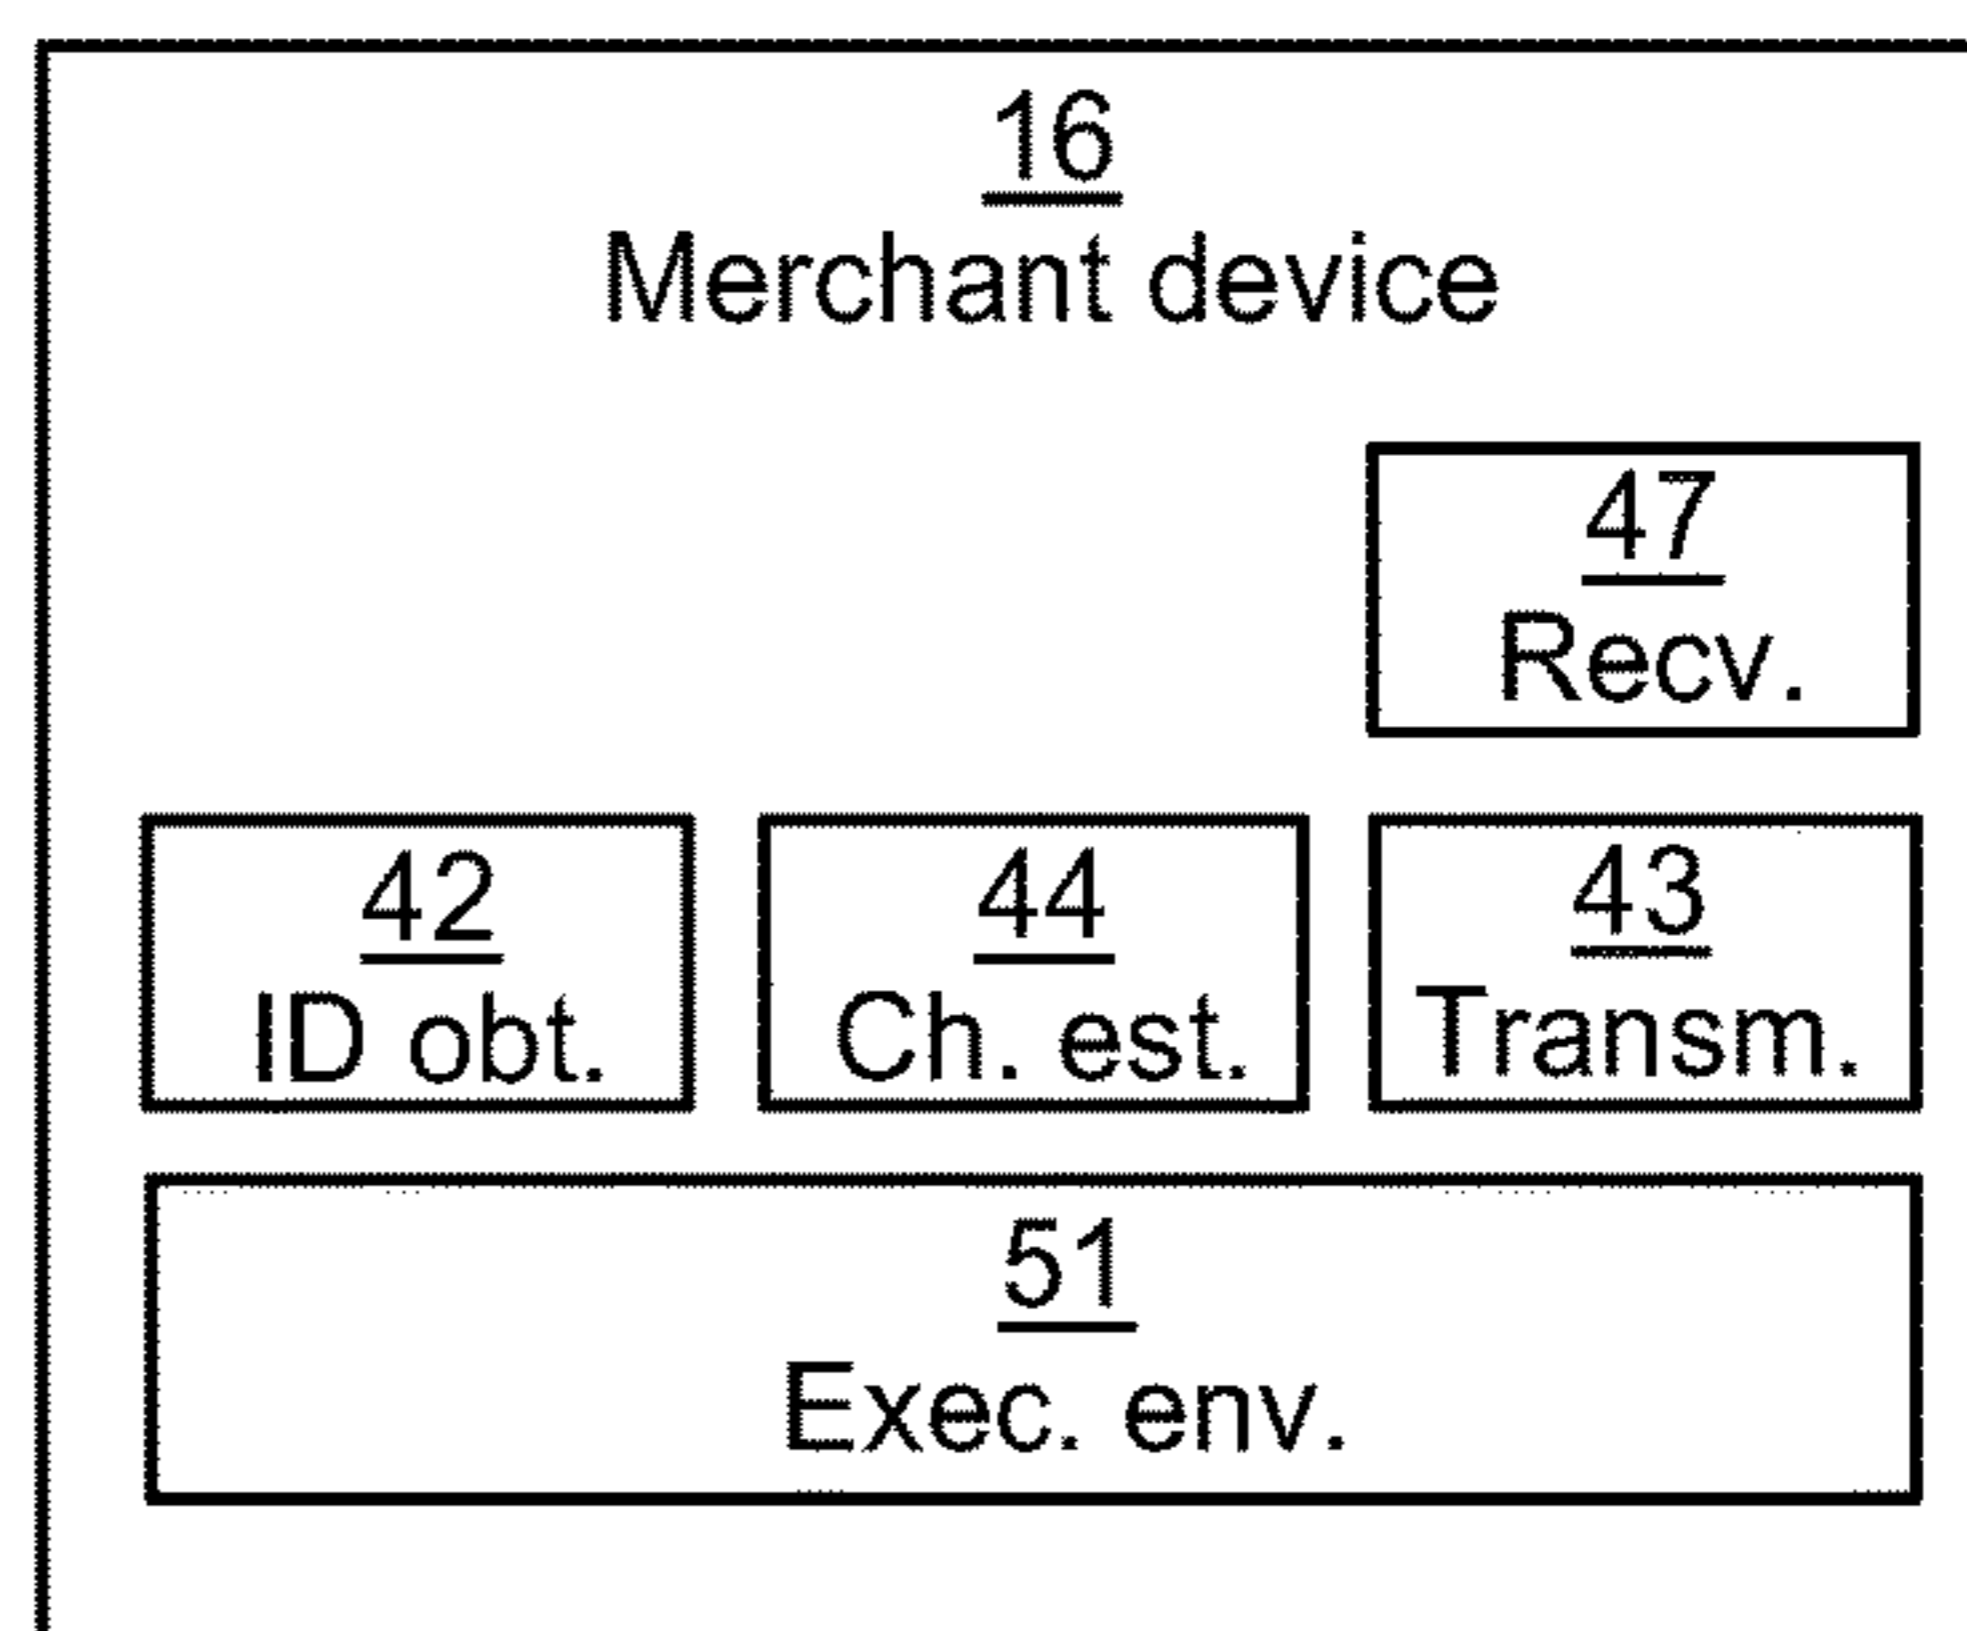 16
Merchant device
47
Recv.
42
ID obt.
44
Ch. est.
43
Transm.
51
Exec. env.